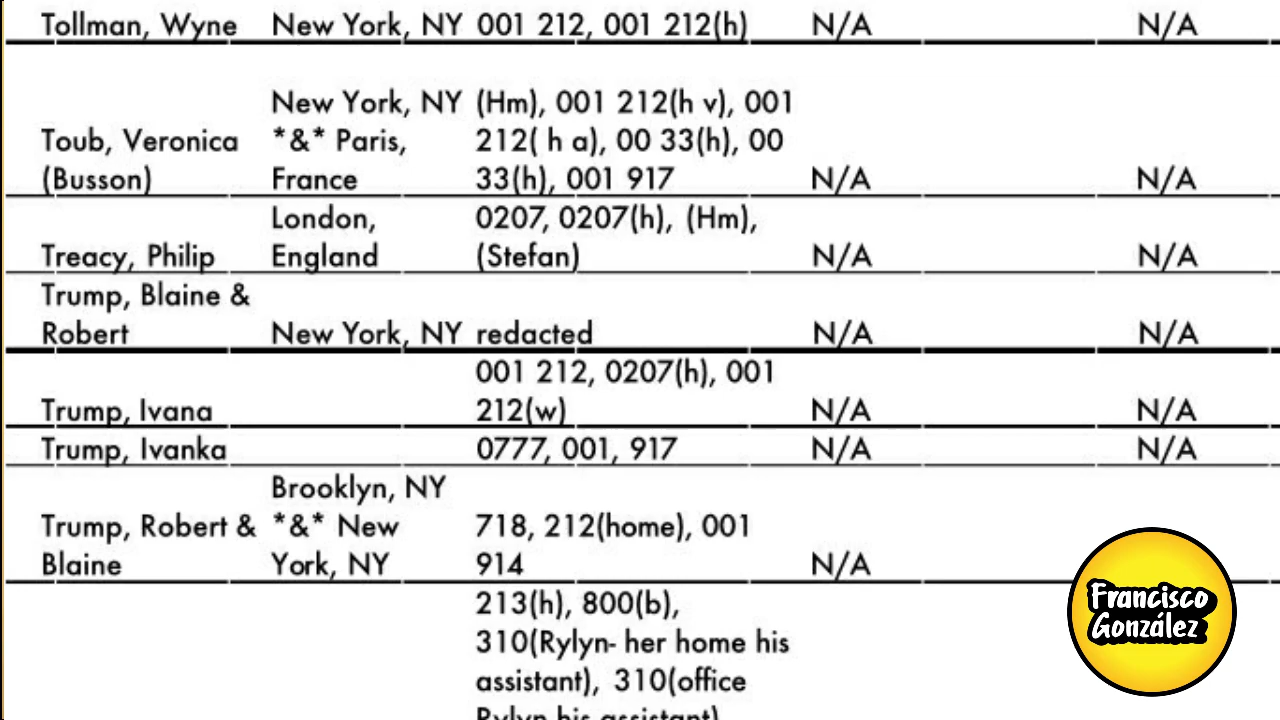 Tollman, Wyne New York, NY 001 212, 001 212(h) N/A N/A
New York, NY (Hm), 001 212(h v), 001
Toub, Veronica *&* Paris, 212( h a), 00 33(h), 00
(Busson) France 33(h), 001 917 N/A N/A
London, 0207, 0207(h), (Hm),
Treacy, Philip England (Stefan) N/A N/A
Trump, Blaine &
Robert New York, NY redacted N/A N/A
001 212, 0207(h), 001
Trump, Ivana 212(w) N/A N/A
Trump, Ivanka 0777, 001, 917 N/A N/A
Brooklyn, NY
Trump, Robert & *&* New 718, 212(home), 001
Blaine York, NY 914 N/A
213(h), 800(b),
310(Rylyn- her home his
assistant), 310(office
Rylyn his assistant)
Francisco
González